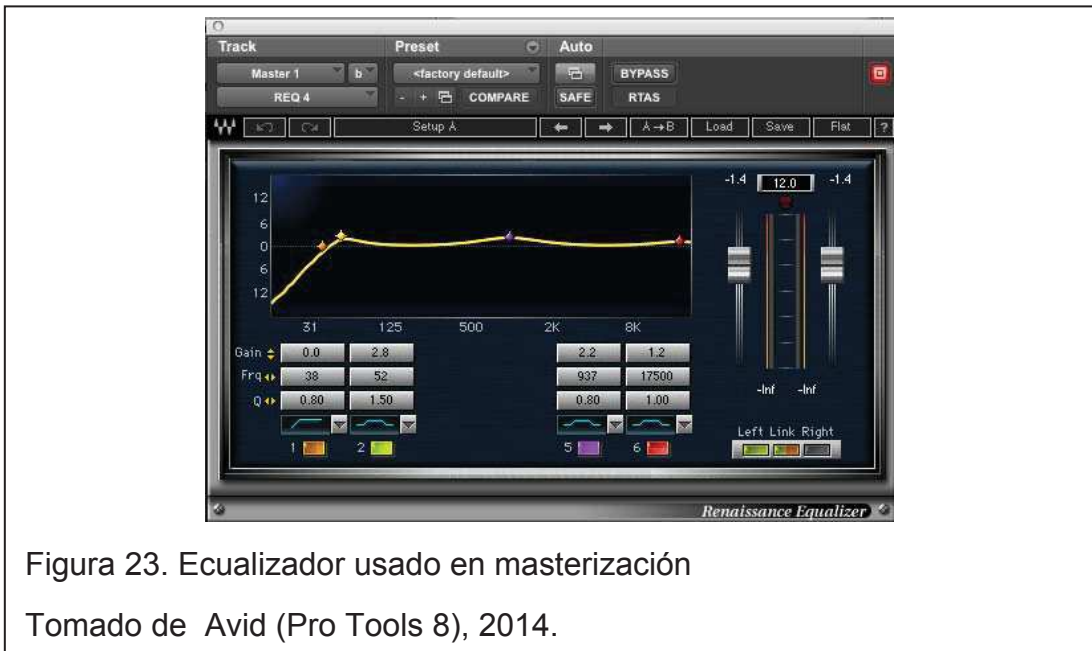 Track Preset Auto
Master 1 b <factory default> BYPASS
REQ 4 - + COMPARE SAFE RTAS
Setup A A→B Load Save Flat ?
-1.4 12.0 -1.4
12
6
0
6
12
31 125 500 2K 8K
Gain 0.0 2.8 2.2 1.2
Frq 38 52 937 17500
Q 0.80 1.50 0.80 1.00
-Inf -Inf
Left Link Right
1 2 5 6
Renaissance Equalizer
Figura 23. Ecualizador usado en masterización
Tomado de Avid (Pro Tools 8), 2014.